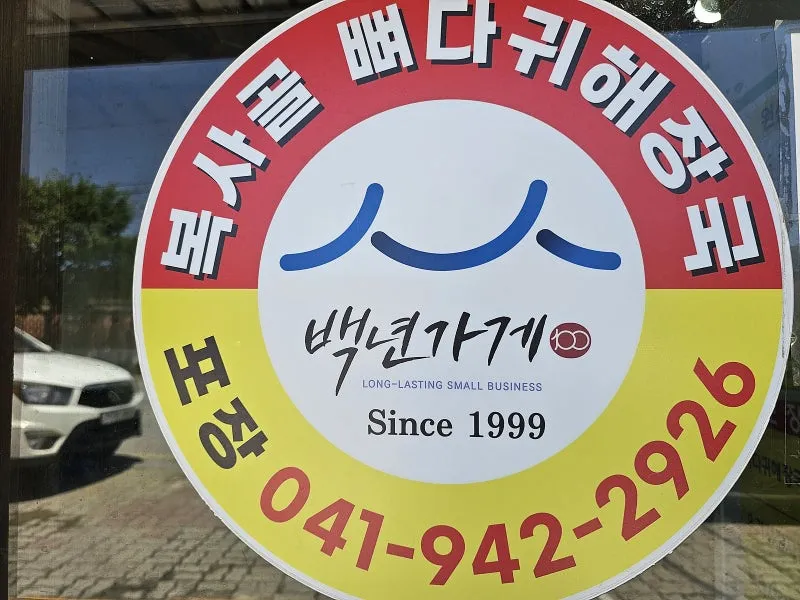 복사골 뼈다귀해장국
백년가게 100
LONG-LASTING SMALL BUSINESS
Since 1999
포장 041-942-2926